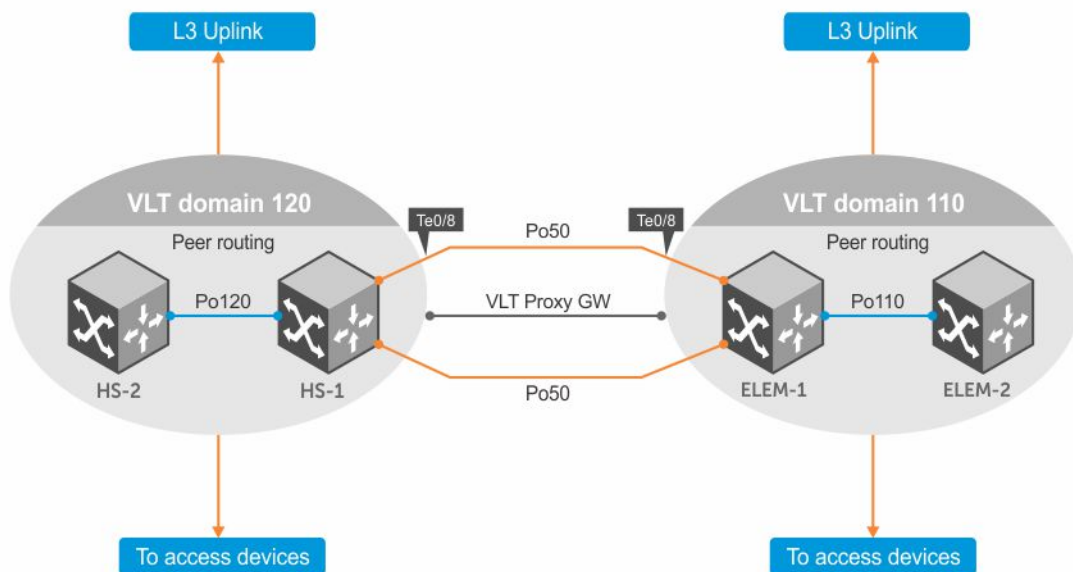 L3 Uplink
L3 Uplink
VLT domain 120
VLT domain 110
Te0/8
Te0/8
Po50
Peer routing
Peer routing
Po120
VLT Proxy GW
Po110
HS-2
HS-1
Po50
ELEM-1
ELEM-2
To access devices
To access devices